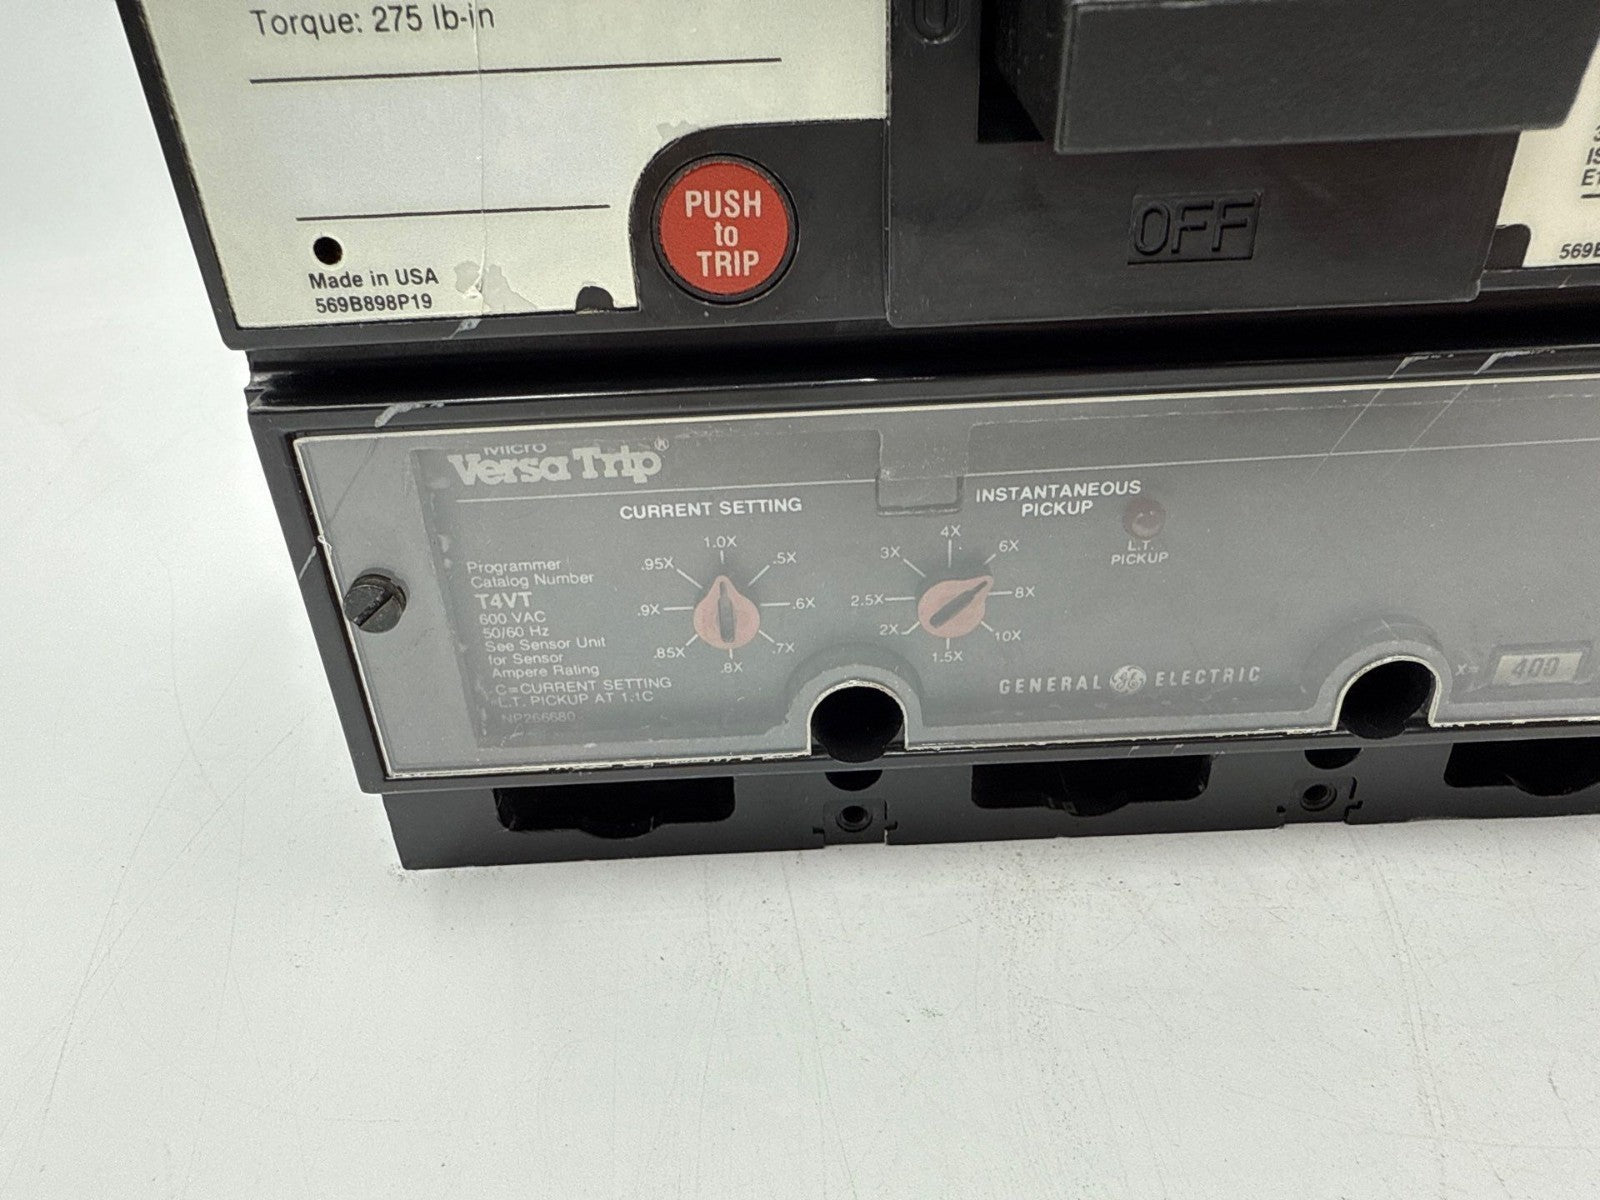 Torque: 275 lb-in
PUSH
to
TRIP
Made in USA
569B898P19
OFF
MICRO
VersaTrip®
CURRENT SETTING
1.0X
.5X
.6X
.7X
.8X
.85X
.9X
.95X
INSTANTANEOUS
PICKUP
4X
6X
8X
10X
1.5X
2X
2.5X
3X
L.T.
PICKUP
Programmer
Catalog Number
T4VT
600 VAC
50/60 Hz
See Sensor Unit
for Sensor
Ampere Rating
C=CURRENT SETTING
L.T. PICKUP AT 1.1C
NP266680
GENERAL GE ELECTRIC
X= 400